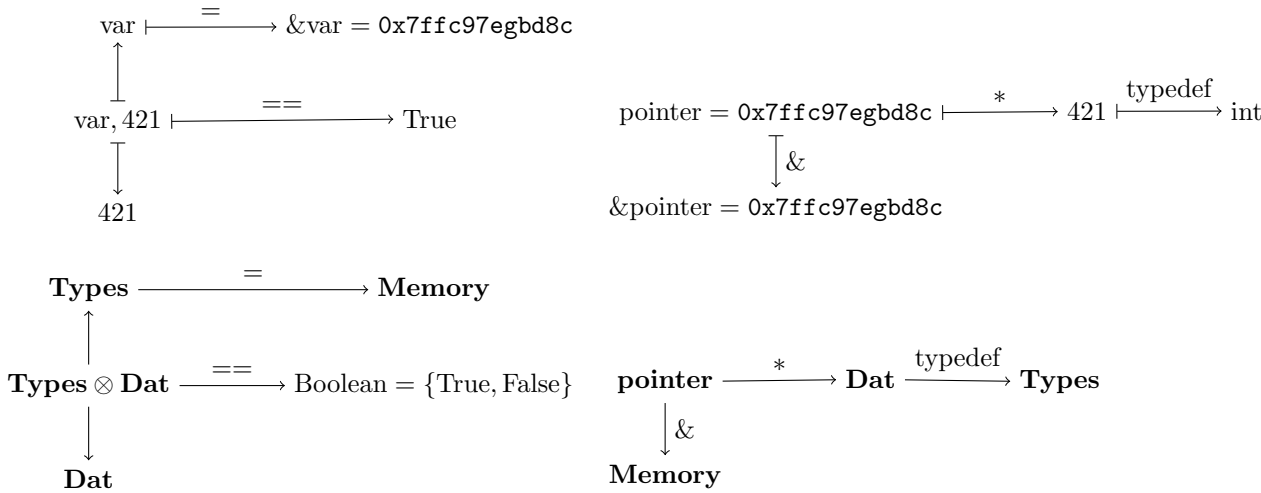 var = &var = 0x7ffc97egbd8c
var, 421 == True
421
pointer = 0x7ffc97egbd8c * 421 typedef int
&
&pointer = 0x7ffc97egbd8c
Types = Memory
Types ⊗ Dat == Boolean = {True, False}
Dat
pointer * Dat typedef Types
&
Memory